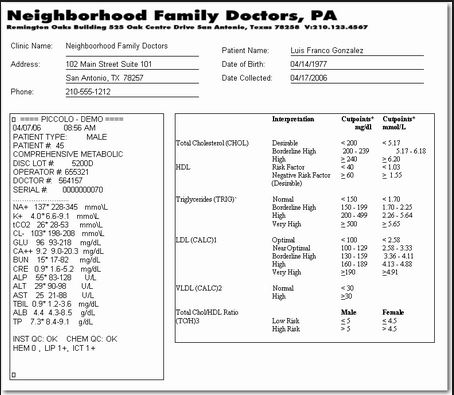 Neighborhood Family Doctors, PA
Remington Oaks Building 525 Oak Centre Drive San Antonio, Texas 78258 V:210.123.4567
Clinic Name: Neighboorhood Family Doctors
Patient Name: Luis Franco Gonzalez
Address: 102 Main Street Suite 101
Date of Birth: 04/14/1977
San Antonio, TX 78257
Date Collected: 04/17/2006
Phone: 210-555-1212
==== PICCOLO - DEMO ====
04/07/06 08:56 AM
PATIENT TYPE: MALE
PATIENT #: 45
COMPREHENSIVE METABOLIC
DISC LOT #: 5200D
OPERATOR #: 655321
DOCTOR #: 564157
SERIAL #: 0000000070
NA+ 137* 228-345 mmo/L
K+ 4.0* 6.6-9.1 mmo/L
tCO2 26* 28-53 mmo/L
CL- 103* 198-208 mmo/L
GLU 96 93-218 mg/dL
CA++ 9.2 9.0-20.3 mg/dL
BUN 15* 17-82 mg/dL
CRE 0.9* 1.6-5.2 mg/dL
ALP 55* 83-128 U/L
ALT 29* 90-98 U/L
AST 25 21-88 U/L
TBIL 0.9* 1.2-3.6 mg/dL
ALB 4.4 4.3-8.5 g/dL
TP 7.3* 8.4-9.1 g/dL
INST QC: OK CHEM QC: OK
HEM 0 , LIP 1+, ICT 1+
Interpretation Cutpoints* mg/dl Cutpoints* mmol/L
Total Cholesterol (CHOL) Desirable < 200 < 5.17
Borderline High 200 - 239 5.17 - 6.18
High ≥ 240 ≥ 6.20
HDL Risk Factor < 40 < 1.03
Negative Risk Factor ≥ 60 ≥ 1.55
(Desirable)
Triglycerides (TRIG) Normal < 150 < 1.70
Borderline High 150 - 199 1.70 - 2.25
High 200 - 499 2.26 - 5.64
Very High ≥ 500 ≥ 5.65
LDL (CALC)1 Optimal < 100 < 2.58
Near Optimal 100 - 129 2.58 - 3.33
Borderline High 130 - 159 3.36 - 4.11
High 160 - 189 4.13 - 4.88
Very High ≥190 ≥4.91
VLDL (CALC)2 Normal < 30
High ≥30
Total Chol/HDL Ratio Male Female
(TC/H)3 Low Risk ≤ 5 ≤ 4.5
High Risk > 5 > 4.5